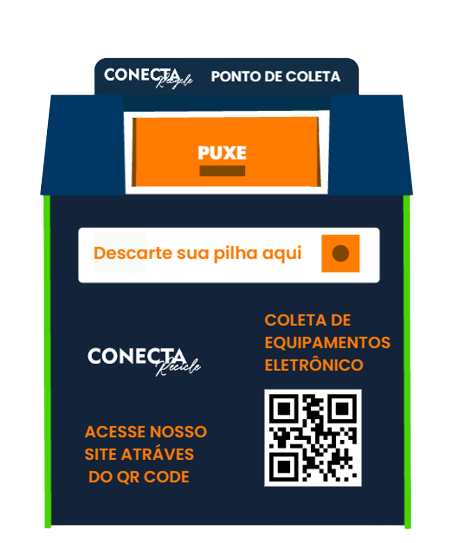 CONECTA Recycle PONTO DE COLETA
PUXE
Descarte sua pilha aqui
COLETA DE
EQUIPAMENTOS
ELETRÔNICO
CONECTA
Recicle
ACESSE NOSSO
SITE ATRÁVES
DO QR CODE